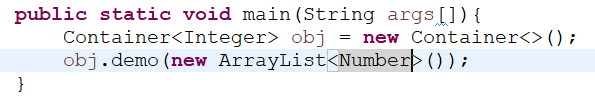 public static void main(String args[]){
Container<Integer> obj = new Container<>();
obj.demo(new ArrayList<Number>());
}